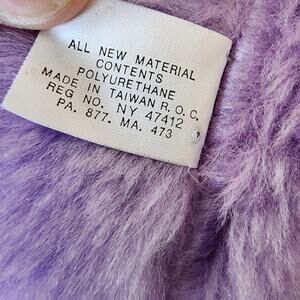 ALL NEW MATERIAL
CONTENTS
POLYURETHANE
MADE IN TAIWAN R.O.C.
REG NO. NY 47412
PA. 877. MA. 473